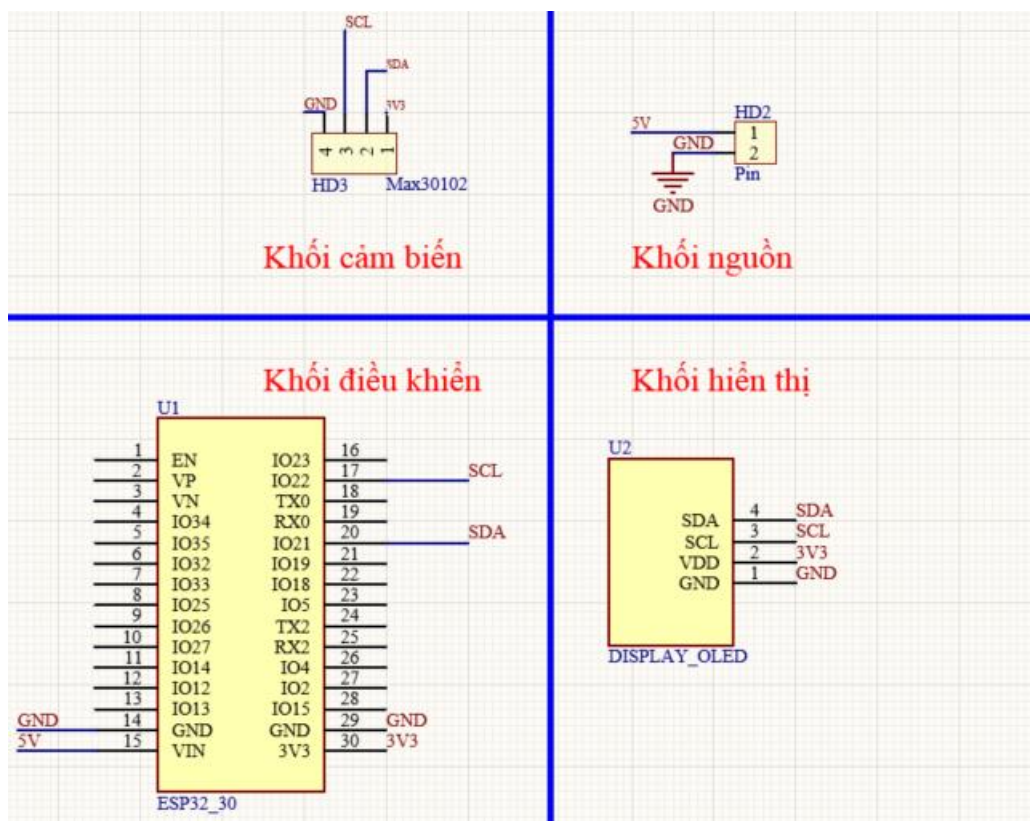 SCL
SDA
GND
3V3
4 3 2 1
HD3 Max30102
Khối cảm biến
HD2
5V 1
GND 2
Pin
GND
Khối nguồn
Khối điều khiển
U1
1 EN IO23 16
2 VP IO22 17 SCL
3 VN TX0 18
4 IO34 RX0 19
5 IO35 IO21 20 SDA
6 IO32 IO19 21
7 IO33 IO18 22
8 IO25 IO5 23
9 IO26 TX2 24
10 IO27 RX2 25
11 IO14 IO4 26
12 IO12 IO2 27
13 IO13 IO15 28
GND 14 GND GND 29 GND
5V 15 VIN 3V3 30 3V3
ESP32_30
Khối hiển thị
U2
SDA 4 SDA
SCL 3 SCL
VDD 2 3V3
GND 1 GND
DISPLAY_OLED